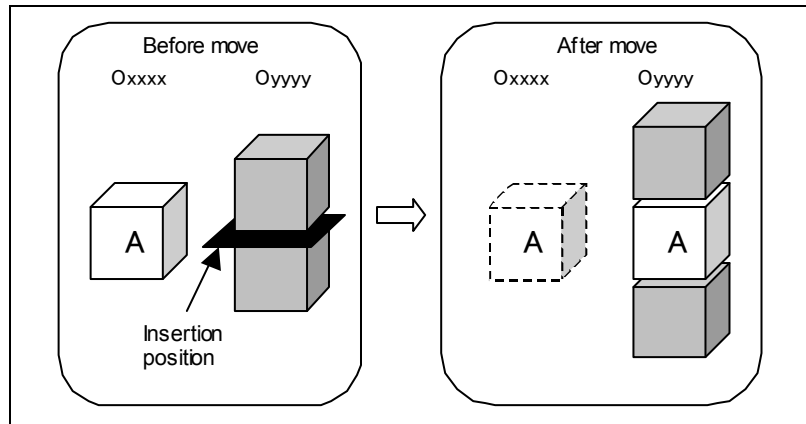 Before move
Oxxxx Oyyyy
A
Insertion
position
After move
Oxxxx Oyyyy
A A